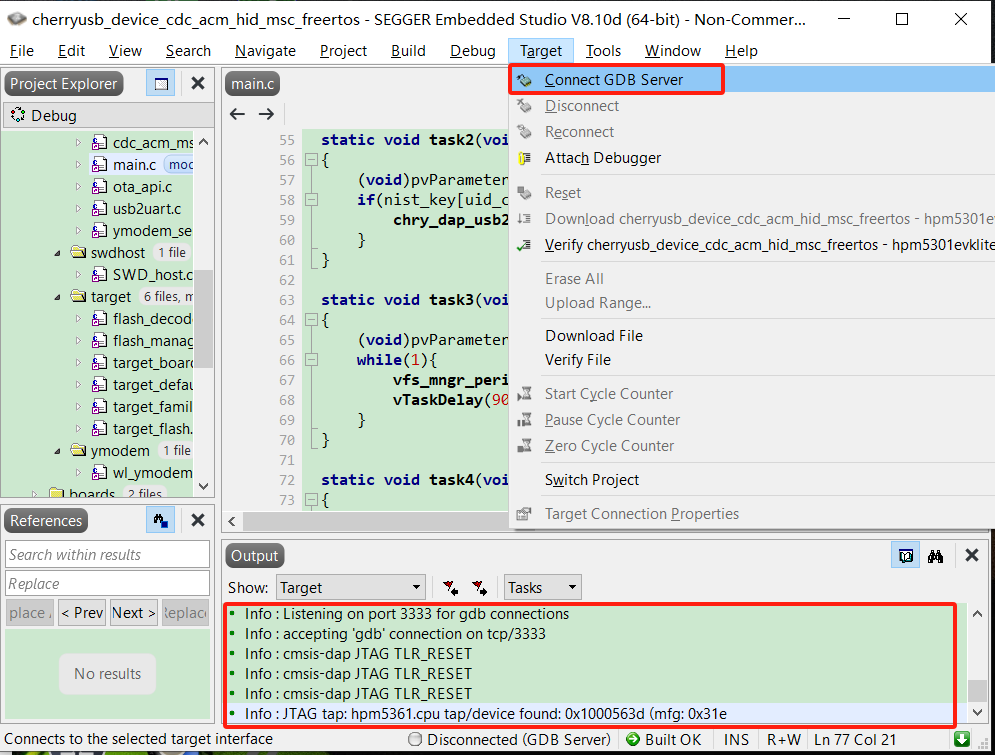 cherryusb_device_cdc_acm_hid_msc_freertos - SEGGER Embedded Studio V8.10d (64-bit) - Non-Commer...
File Edit View Search Navigate Project Build Debug Target Tools Window Help
Project Explorer
Debug
cdc_acm_ms
main.c mod
ota_api.c
usb2uart.c
ymodem_se
swdhost 1 file
SWD_host.c
target 6 files, m
flash_decod
flash_manag
target_board
target_defau
target_famil
target_flash.
ymodem 1 file
wl_ymodem
boards 2 files
main.c
55 static void task2(voi
56 {
57 (void)pvParameter
58 if(nist_key[uid_c
59 chry_dap_usb2
60 }
61 }
62
63 static void task3(voi
64 {
65 (void)pvParameter
66 while(1){
67 vfs_mngr_peri
68 vTaskDelay(90
69 }
70 }
71
72 static void task4(voi
73 {
Connect GDB Server
Disconnect
Reconnect
Attach Debugger
Reset
Download cherryusb_device_cdc_acm_hid_msc_freertos - hpm5301ev
Verify cherryusb_device_cdc_acm_hid_msc_freertos - hpm5301evklite
Erase All
Upload Range...
Download File
Verify File
Start Cycle Counter
Pause Cycle Counter
Zero Cycle Counter
Switch Project
Target Connection Properties
References
Search within results
Replace
place < Prev Next > Replac
No results
Output
Show: Target Tasks
Info : Listening on port 3333 for gdb connections
Info : accepting 'gdb' connection on tcp/3333
Info : cmsis-dap JTAG TLR_RESET
Info : cmsis-dap JTAG TLR_RESET
Info : cmsis-dap JTAG TLR_RESET
Info : JTAG tap: hpm5361.cpu tap/device found: 0x1000563d (mfg: 0x31e
Connects to the selected target interface Disconnected (GDB Server) Built OK INS R+W Ln 77 Col 21